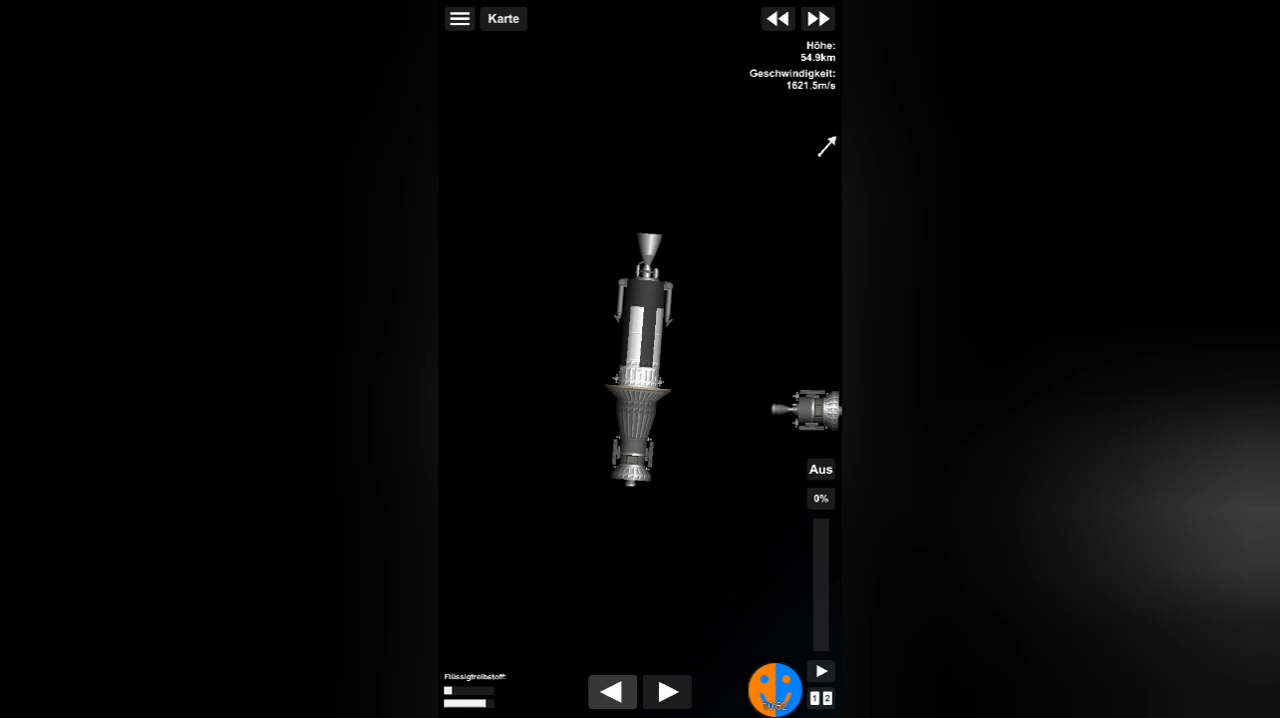 Karte
Höhe:
54.9km
Geschwindigkeit:
1621.5m/s
Aus
0%
1 2
Flüssigtreibstoff: